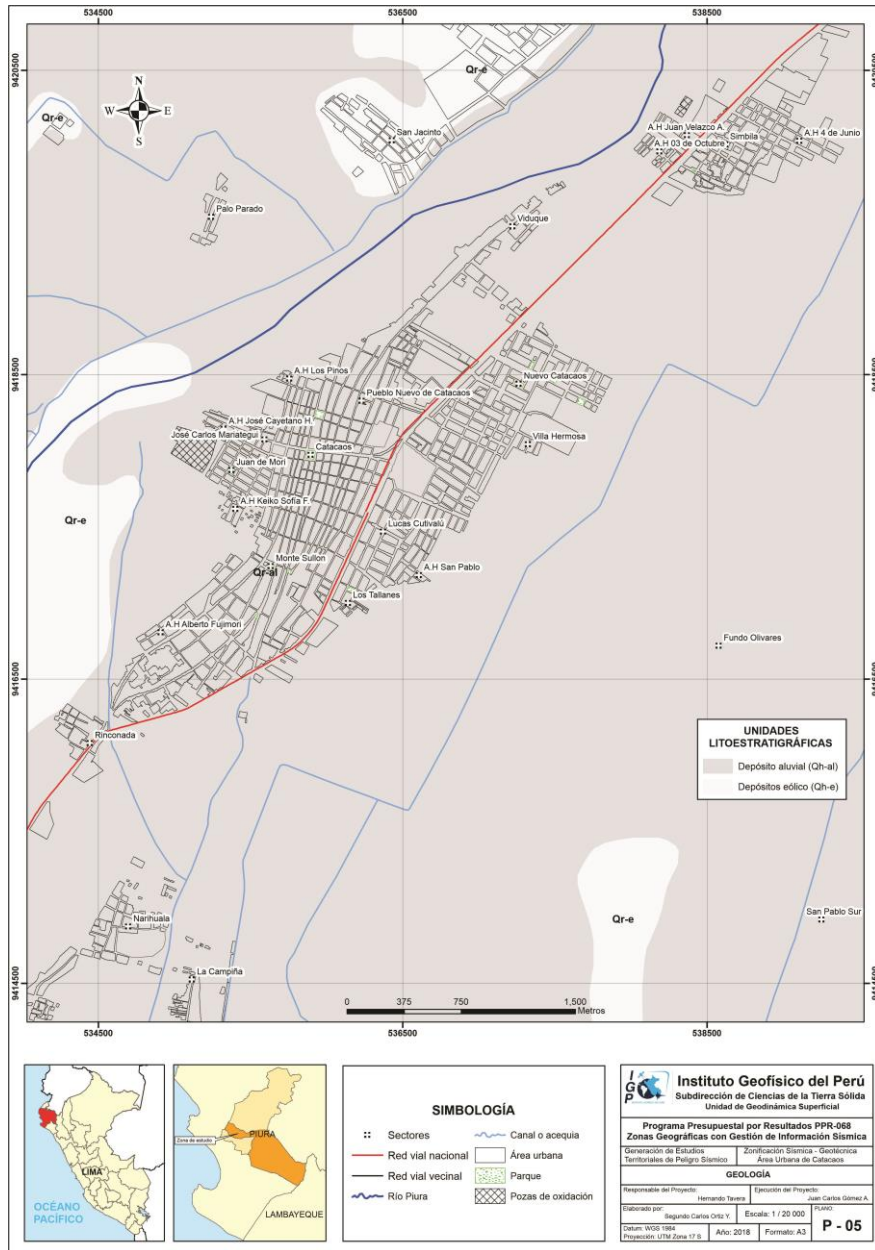 534500
536500
538500
9420500
9420500
Qr-e
N
W
E
S
Qr-e
San Jacinto
A.H Juan Velazco A.
A.H 03 de Octubre
Simbila
A.H 4 de Junio
Palo Parado
Viduque
9418500
9418500
A.H Los Pinos
Nuevo Catacaos
Pueblo Nuevo de Catacaos
A.H José Cayetano H.
José Carlos Mariategui
Catacaos
Villa Hermosa
Juan de Mori
A.H Keiko Sofía F.
Qr-e
Lucas Cutivalú
Monte Sullon
Qr-al
A.H San Pablo
Los Tallanes
A.H Alberto Fujimori
Fundo Olivares
9416500
9416500
Rinconada
UNIDADES
LITOESTRATIGRÁFICAS
Depósito aluvial (Qh-al)
Depósitos eólico (Qh-e)
Qr-e
San Pablo Sur
Narihuala
La Campiña
9414500
9414500
0 375 750 1,500
Metros
534500
536500
538500
LIMA
OCÉANO
PACÍFICO
Zona de estudio
PIURA
LAMBAYEQUE
SIMBOLOGÍA
Sectores
Red vial nacional
Red vial vecinal
Río Piura
Canal o acequia
Área urbana
Parque
Pozas de oxidación
IGP
Instituto Geofísico del Perú
Subdirección de Ciencias de la Tierra Sólida
Unidad de Geodinámica Superficial
Programa Presupuestal por Resultados PPR-068
Zonas Geográficas con Gestión de Información Sísmica
Generación de Estudios
Territoriales de Peligro Sísmico
Zonificación Sísmica - Geotécnica
Área Urbana de Catacaos
GEOLOGÍA
Responsable del Proyecto:
Hernando Tavera
Ejecución del Proyecto:
Juan Carlos Gómez A.
Elaborado por:
Segundo Carlos Ortiz Y.
Escala: 1 / 20 000
PLANO:
P - 05
Datum: WGS 1984
Proyección: UTM Zona 17 S
Año: 2018
Formato: A3